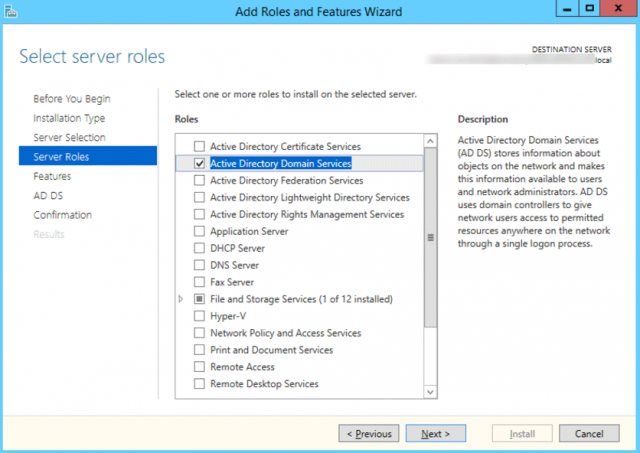 Add Roles and Features Wizard
Select server roles
DESTINATION SERVER
local
Before You Begin
Installation Type
Server Selection
Server Roles
Features
AD DS
Confirmation
Results
Select one or more roles to install on the selected server.
Roles
Active Directory Certificate Services
Active Directory Domain Services
Active Directory Federation Services
Active Directory Lightweight Directory Services
Active Directory Rights Management Services
Application Server
DHCP Server
DNS Server
Fax Server
File and Storage Services (1 of 12 installed)
Hyper-V
Network Policy and Access Services
Print and Document Services
Remote Access
Remote Desktop Services
Description
Active Directory Domain Services
(AD DS) stores information about
objects on the network and makes
this information available to users
and network administrators. AD DS
uses domain controllers to give
network users access to permitted
resources anywhere on the network
through a single logon process.
< Previous
Next >
Install
Cancel